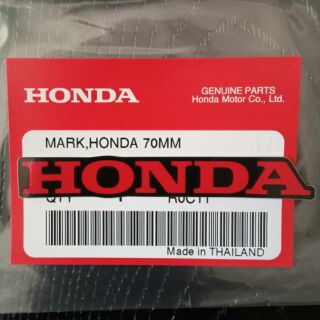 HONDA
GENUINE PARTS
Honda Motor Co., Ltd.
MARK,HONDA 70MM
HONDA
Made in THAILAND